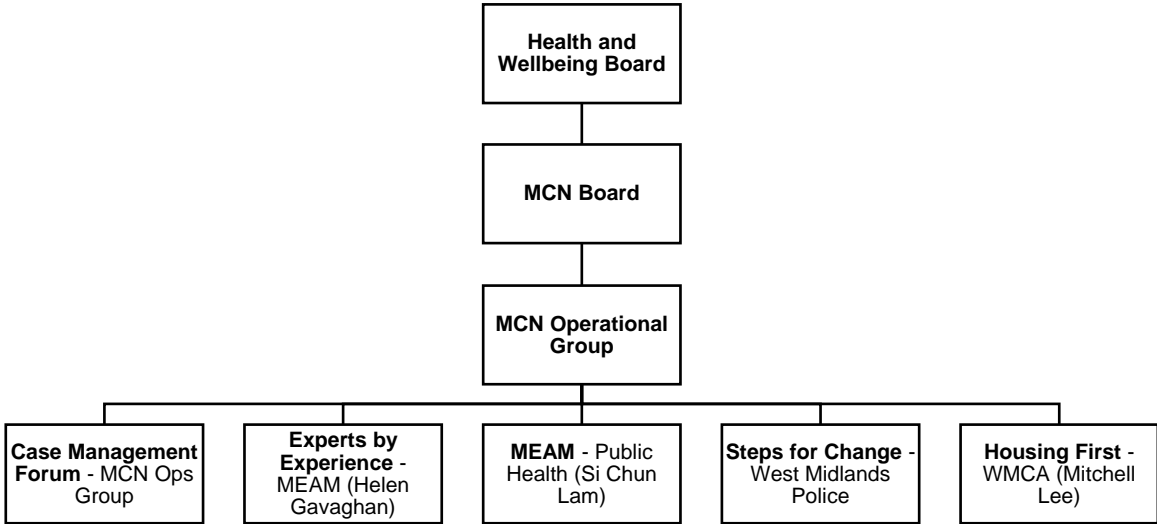 Health and
Wellbeing Board
MCN Board
MCN Operational
Group
Case Management
Forum - MCN Ops
Group
Experts by
Experience -
MEAM (Helen
Gavaghan)
MEAM - Public
Health (Si Chun
Lam)
Steps for Change -
West Midlands
Police
Housing First -
WMCA (Mitchell
Lee)